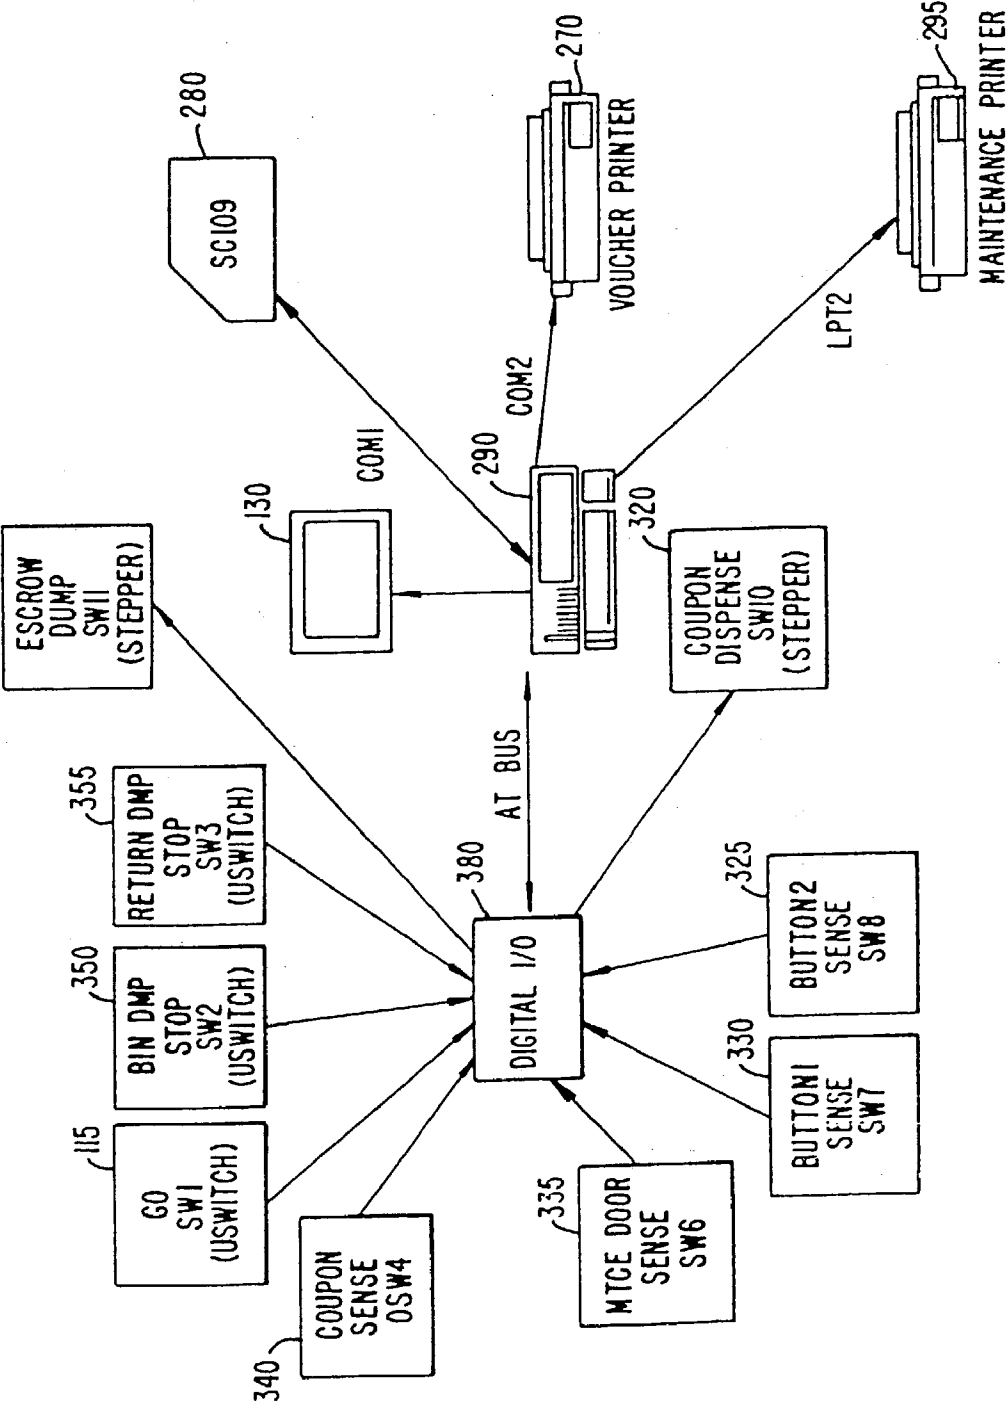 ESCROW
DUMP
SW11
(STEPPER)
130
COM1
280
SC109
270
VOUCHER PRINTER
COM2
290
295
MAINTENANCE PRINTER
LPT2
320
COUPON
DISPENSE
SW10
(STEPPER)
AT BUS
380
DIGITAL I/O
355
RETURN DMP
STOP
SW3
(USWITCH)
350
BIN DMP
STOP
SW2
(USWITCH)
115
GO
SW1
(USWITCH)
340
COUPON
SENSE
OSW4
335
MTCE DOOR
SENSE
SW6
330
BUTTON1
SENSE
SW7
325
BUTTON2
SENSE
SW8